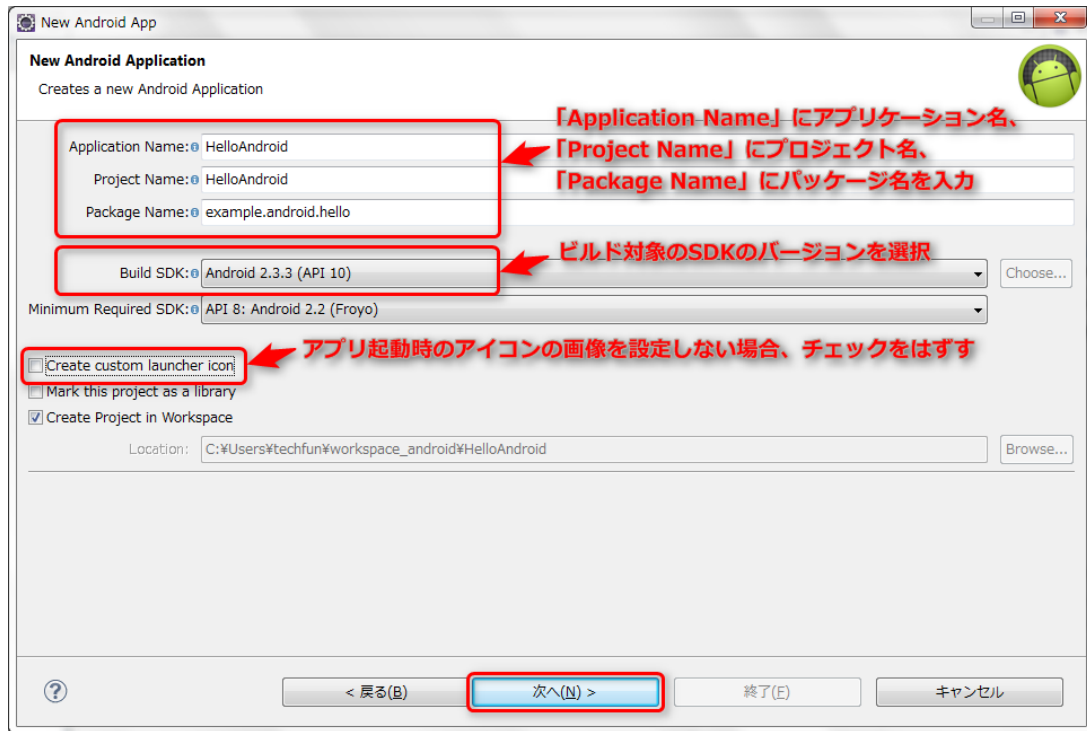 New Android App
New Android Application
Creates a new Android Application
「Application Name」にアプリケーション名、
「Project Name」にプロジェクト名、
「Package Name」にパッケージ名を入力
Application Name: HelloAndroid
Project Name: HelloAndroid
Package Name: example.android.hello
ビルド対象のSDKのバージョンを選択
Build SDK: Android 2.3.3 (API 10) Choose...
Minimum Required SDK: API 8: Android 2.2 (Froyo)
アプリ起動時のアイコンの画像を設定しない場合、チェックをはずす
Create custom launcher icon
Mark this project as a library
Create Project in Workspace
Location: C:¥Users¥techfun¥workspace_android¥HelloAndroid Browse...
< 戻る(B) 次へ(N) > 終了(F) キャンセル